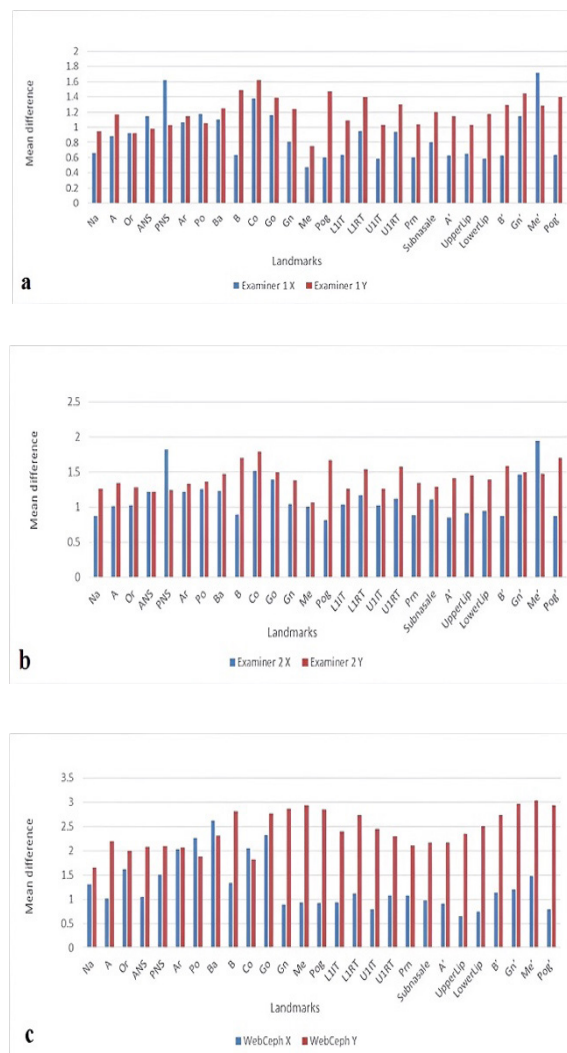 2
1.8
1.6
1.4
1.2
1
0.8
0.6
0.4
0.2
0
Mean difference
Na A Or ANS PNS Ar Po Ba B Co Go Gn Me Pog L1IT L1RT U1IT U1RT Prn Subnasale A' UpperLip LowerLip B' Gn' Me' Pog'
Landmarks
a
Examiner 1 X Examiner 1 Y
2.5
2
1.5
1
0.5
0
Mean difference
Na A Or ANS PNS Ar Po Ba B Co Go Gn Me Pog L1IT L1RT U1IT U1RT Prn Subnasale A' UpperLip LowerLip B' Gn' Me' Pog'
Landmarks
b
Examiner 2 X Examiner 2 Y
3.5
3
2.5
2
1.5
1
0.5
0
Mean difference
Na A Or ANS PNS Ar Po Ba B Co Go Gn Me Pog L1IT L1RT U1IT U1RT Prn Subnasale A' UpperLip LowerLip B' Gn' Me' Pog'
Landmarks
c
WebCeph X WebCeph Y